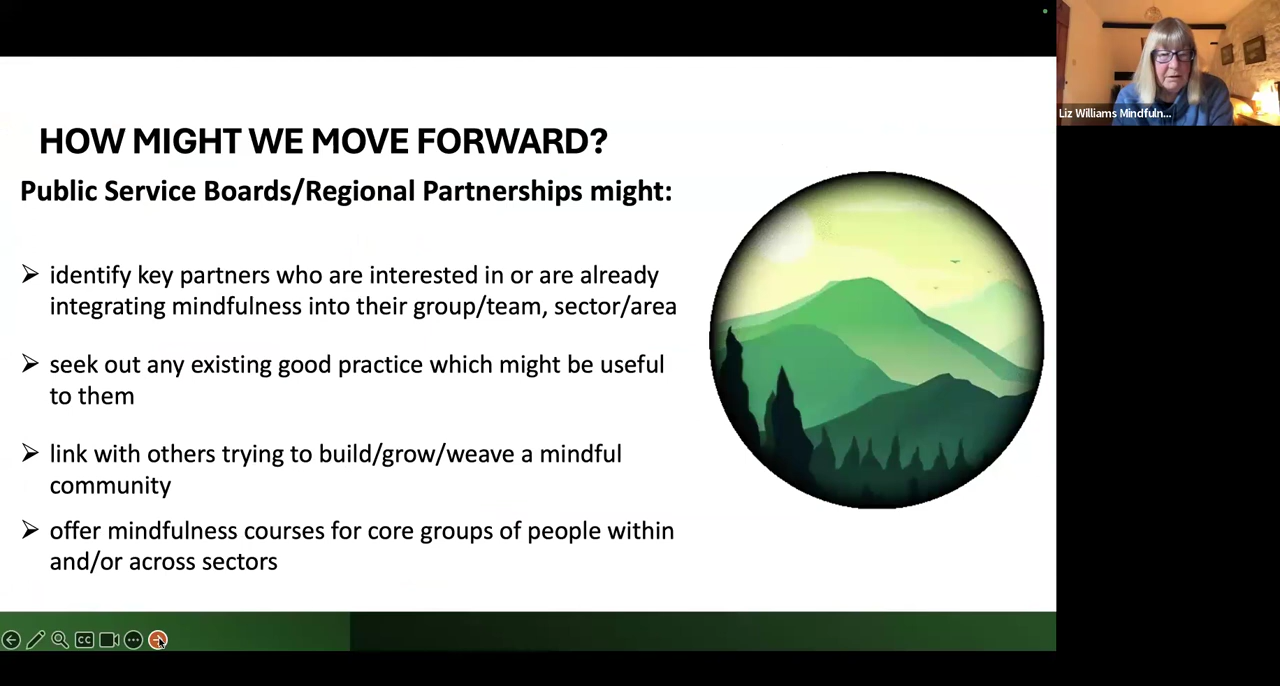 HOW MIGHT WE MOVE FORWARD?
Public Service Boards/Regional Partnerships might:
➢ identify key partners who are interested in or are already
integrating mindfulness into their group/team, sector/area
➢ seek out any existing good practice which might be useful
to them
➢ link with others trying to build/grow/weave a mindful
community
➢ offer mindfulness courses for core groups of people within
and/or across sectors
CC
Liz Williams Mindfuln...